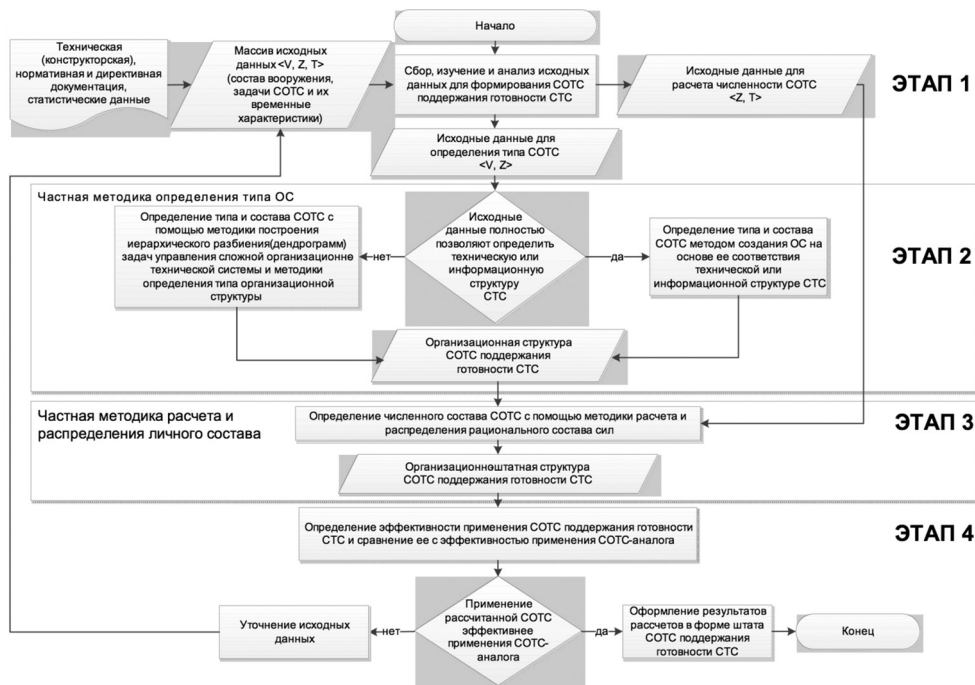 Начало
Техническая
(конструкторская),
нормативная и директивная
документация,
статистические данные
Массив исходных
данных <V, Z, T>
(состав вооружения,
задачи СОТС и их
временные
характеристики)
Сбор, изучение и анализ исходных
данных для формирования СОТС
поддержания готовности СТС
Исходные данные для
расчета численности СОТС
<Z, T>
ЭТАП 1
Исходные данные для
определения типа СОТС
<V, Z>
Частная методика определения типа ОС
Определение типа и состава СОТС с
помощью методики построения
иерархического разбиения(дендрограмм)
задач управления сложной организационне
технической системы и методики
определения типа организационной
структуры
нет
Исходные
данные полностью
позволяют определить
техническую или
информационную
структуру
СТС
да
Определение типа и состава
СОТС методом создания ОС на
основе ее соответствия
технической или
информационной структуре СТС
ЭТАП 2
Организационная структура
СОТС поддержания
готовности СТС
Частная методика расчета и
распределения личного состава
Определение численного состава СОТС с помощью методики расчета и
распределения рационального состава сил
ЭТАП 3
Организационнэштатная структура
СОТС поддержания готовности СТС
Определение эффективности применения СОТС поддержания готовности
СТС и сравнение ее с эффективностью применения СОТС-аналога
ЭТАП 4
Уточнение исходных
данных
нет
Применение
рассчитанной СОТС
эффективнее
применения СОТС-
аналога
да
Оформление результатов
рассчетов в форме штата
СОТС поддержания
готовности СТС
Конец